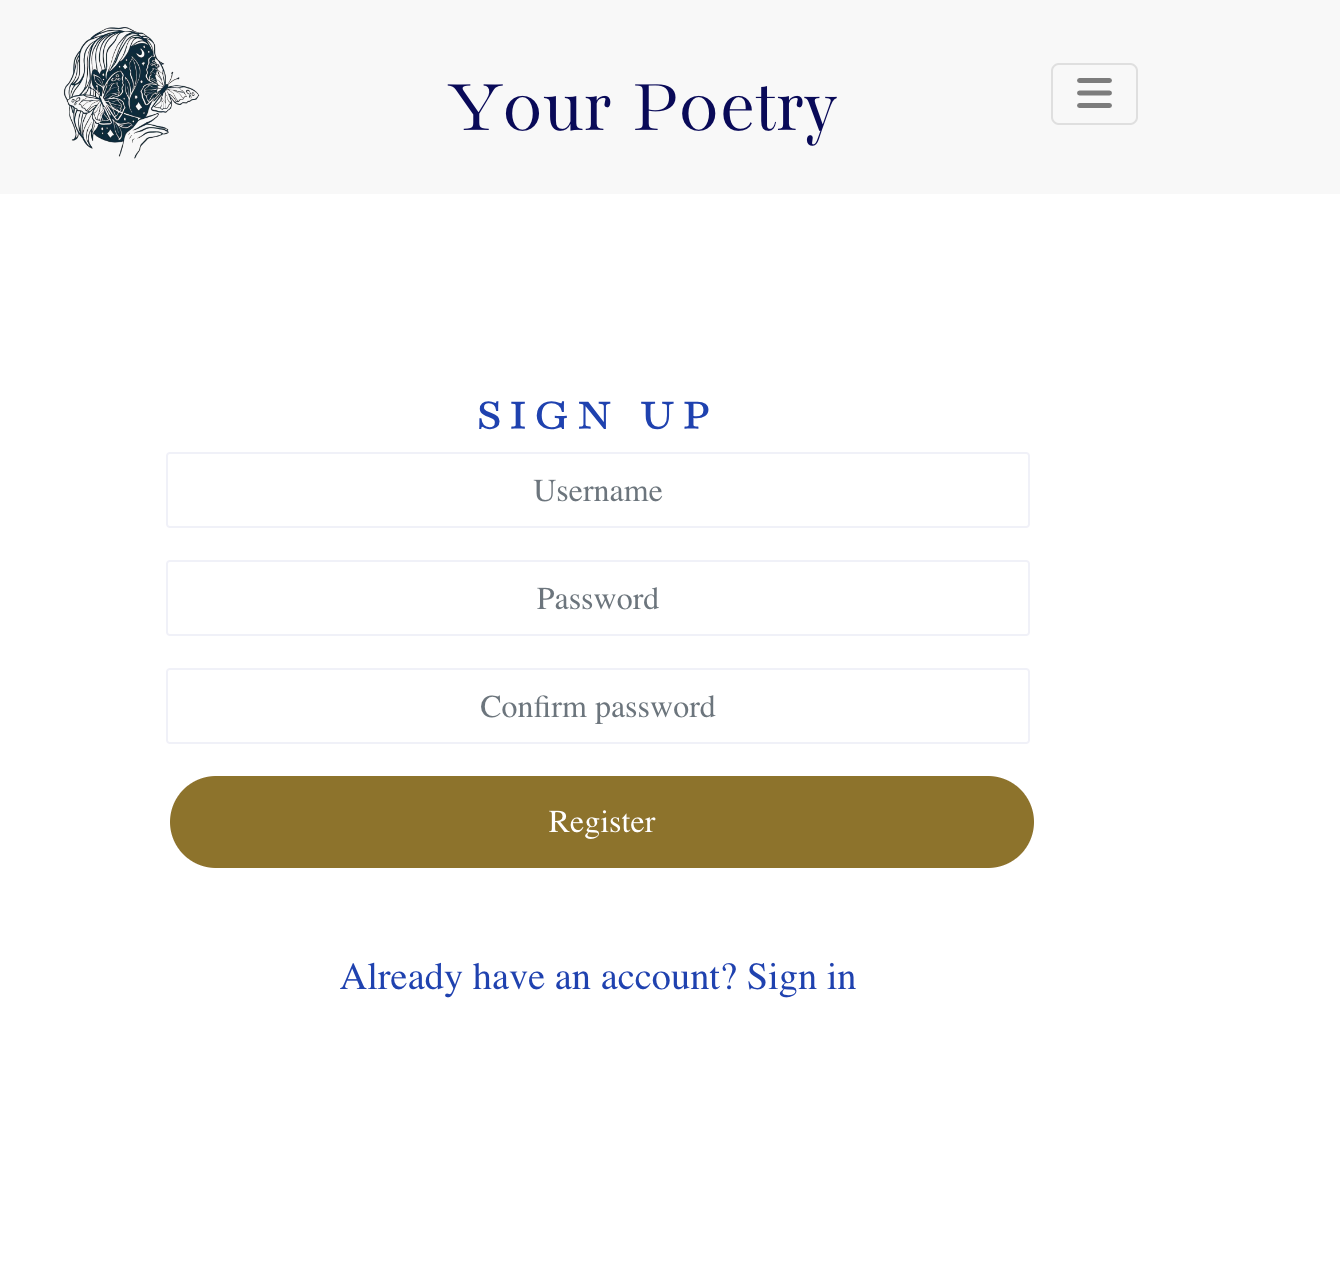 Your Poetry
SIGN UP
Username
Password
Confirm password
Register
Already have an account? Sign in